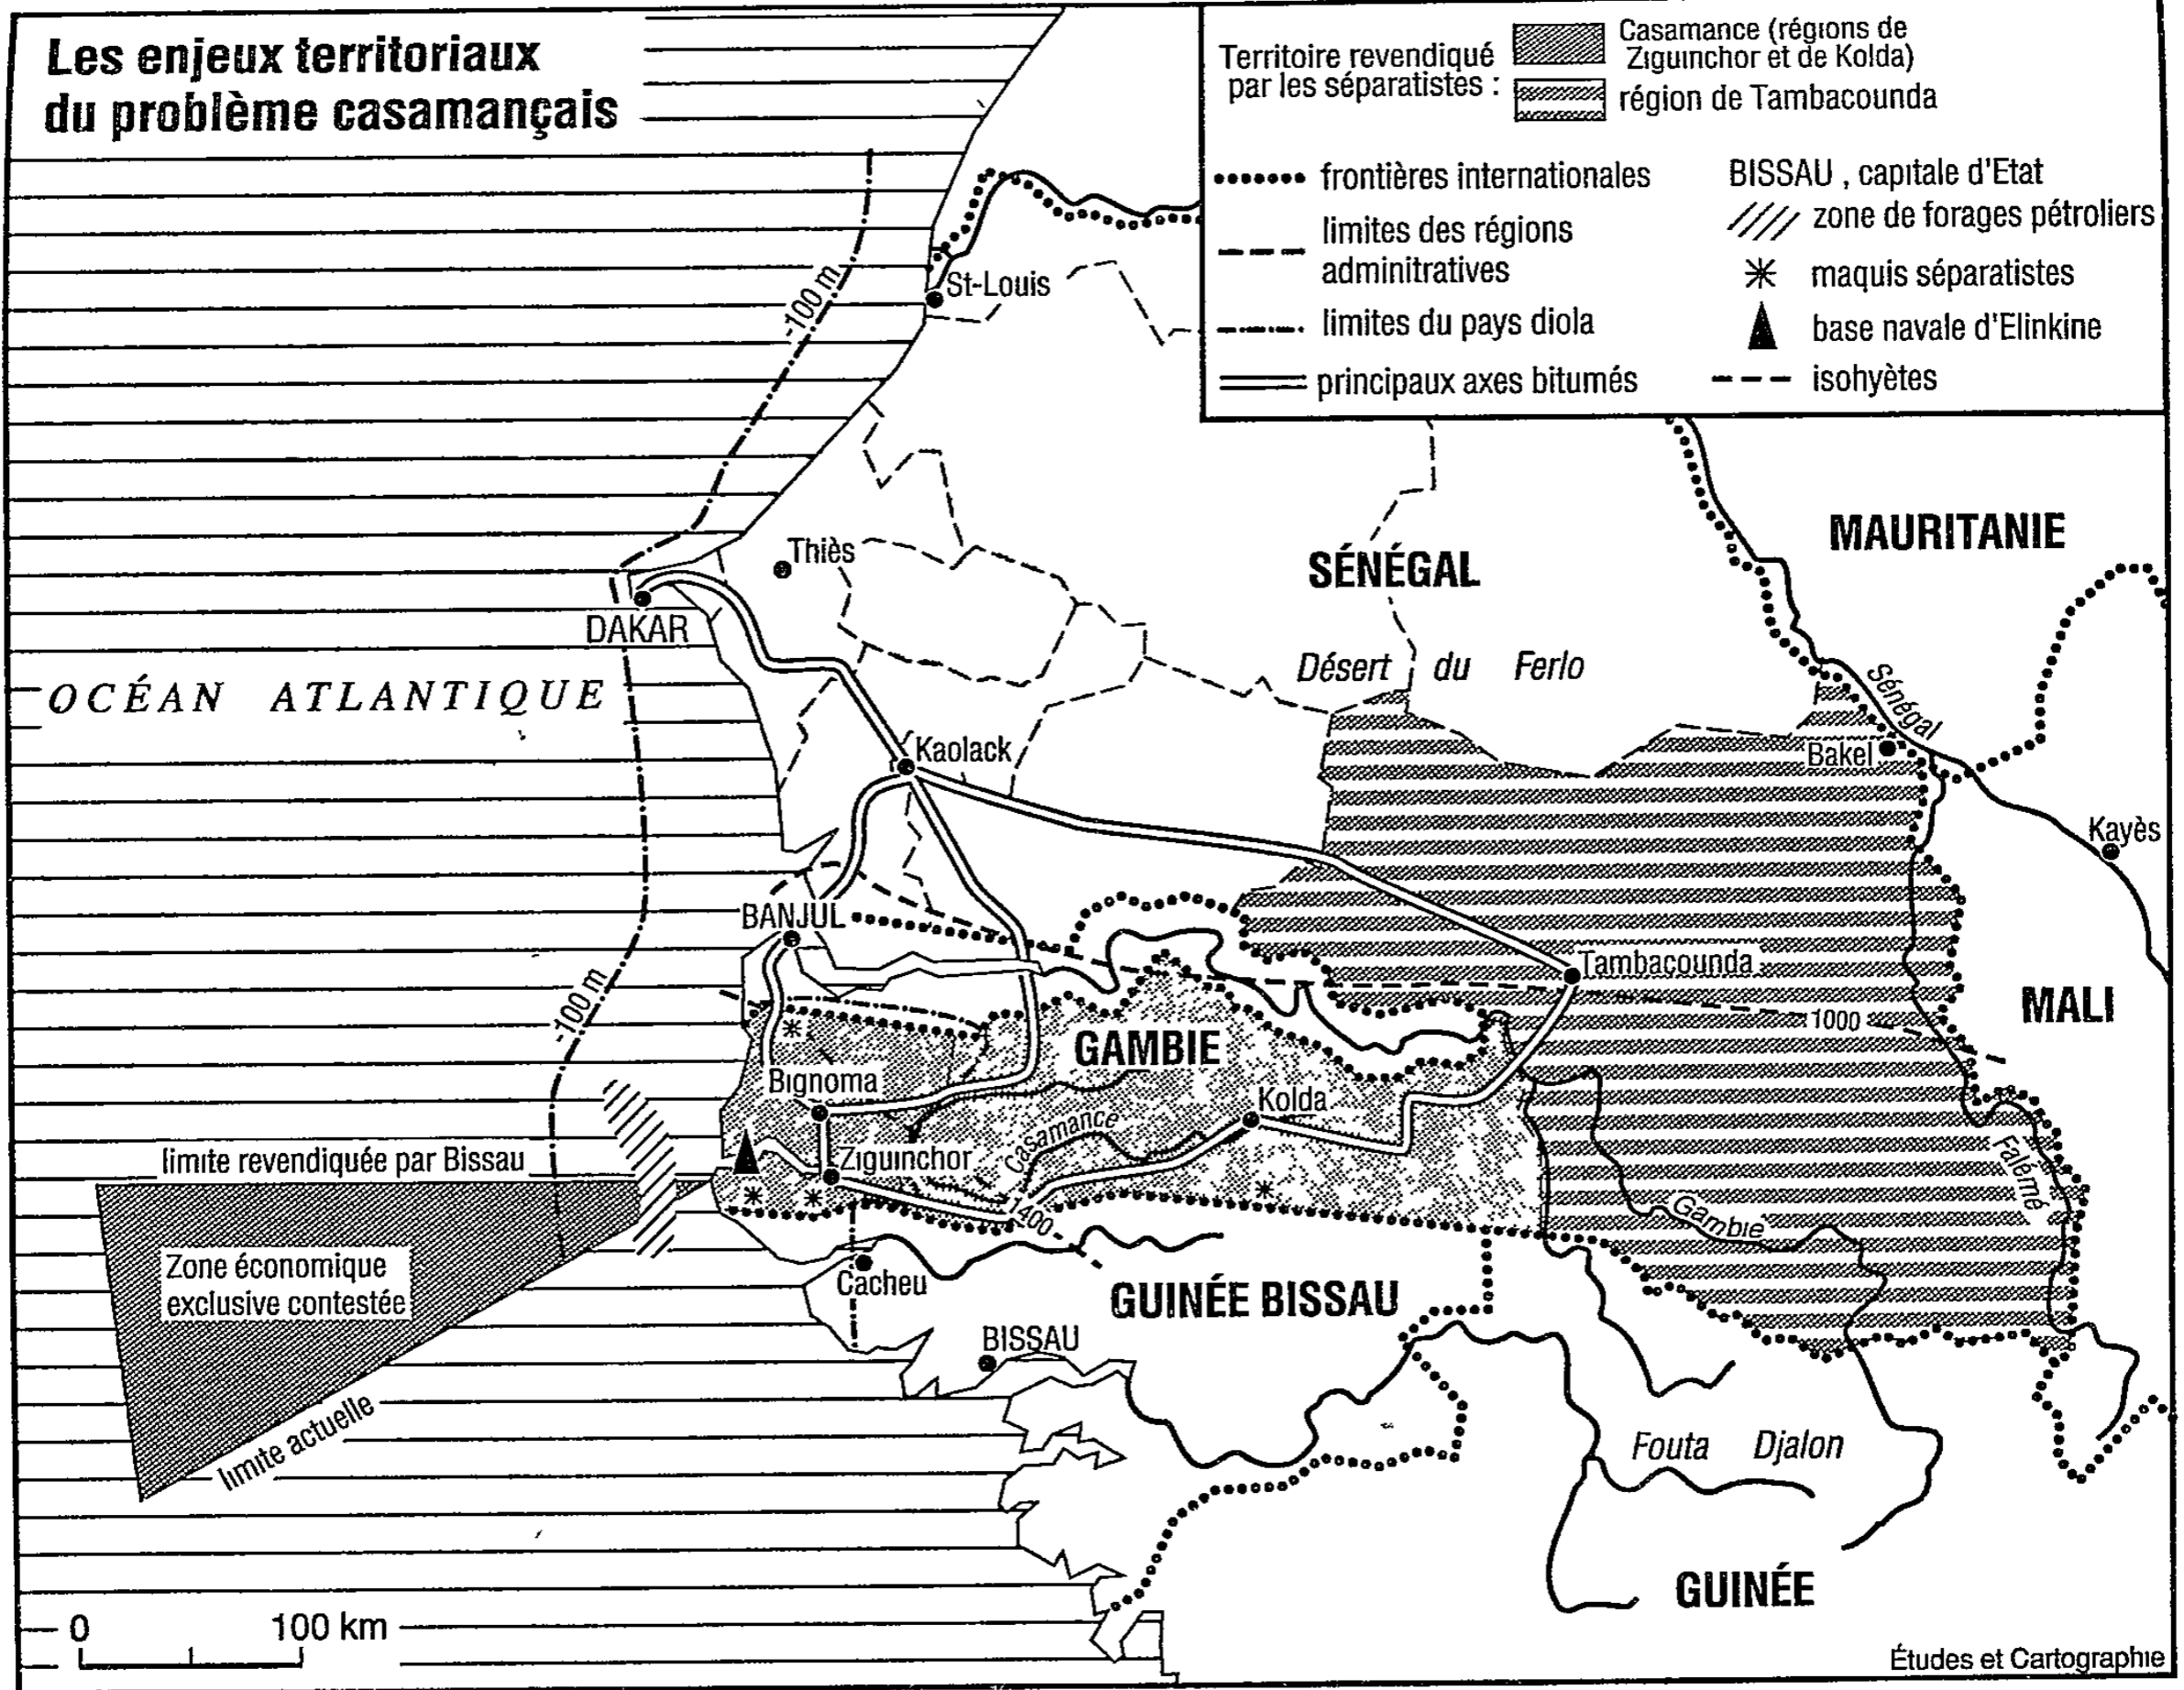 Les enjeux territoriaux
du problème casamançais
Territoire revendiqué
par les séparatistes :
Casamance (régions de
Ziguinchor et de Kolda)
région de Tambacounda
frontières internationales
limites des régions
adminitratives
limites du pays diola
principaux axes bitumés
BISSAU , capitale d'Etat
zone de forages pétroliers
maquis séparatistes
base navale d'Elinkine
isohyètes
-100 m
St-Louis
MAURITANIE
Thiès
SÉNÉGAL
DAKAR
Désert du Ferlo
OCÉAN ATLANTIQUE
Sénégal
Kaolack
Bakel
Kayès
BANJUL
Tambacounda
-100 m
1000
MALI
GAMBIE
Bignoma
Kolda
Casamance
Falémé
limite revendiquée par Bissau
Ziguinchor
1400
Gambie
Zone économique
exclusive contestée
Cacheu
GUINÉE BISSAU
BISSAU
limite actuelle
Fouta Djalon
GUINÉE
0 100 km
Études et Cartographie